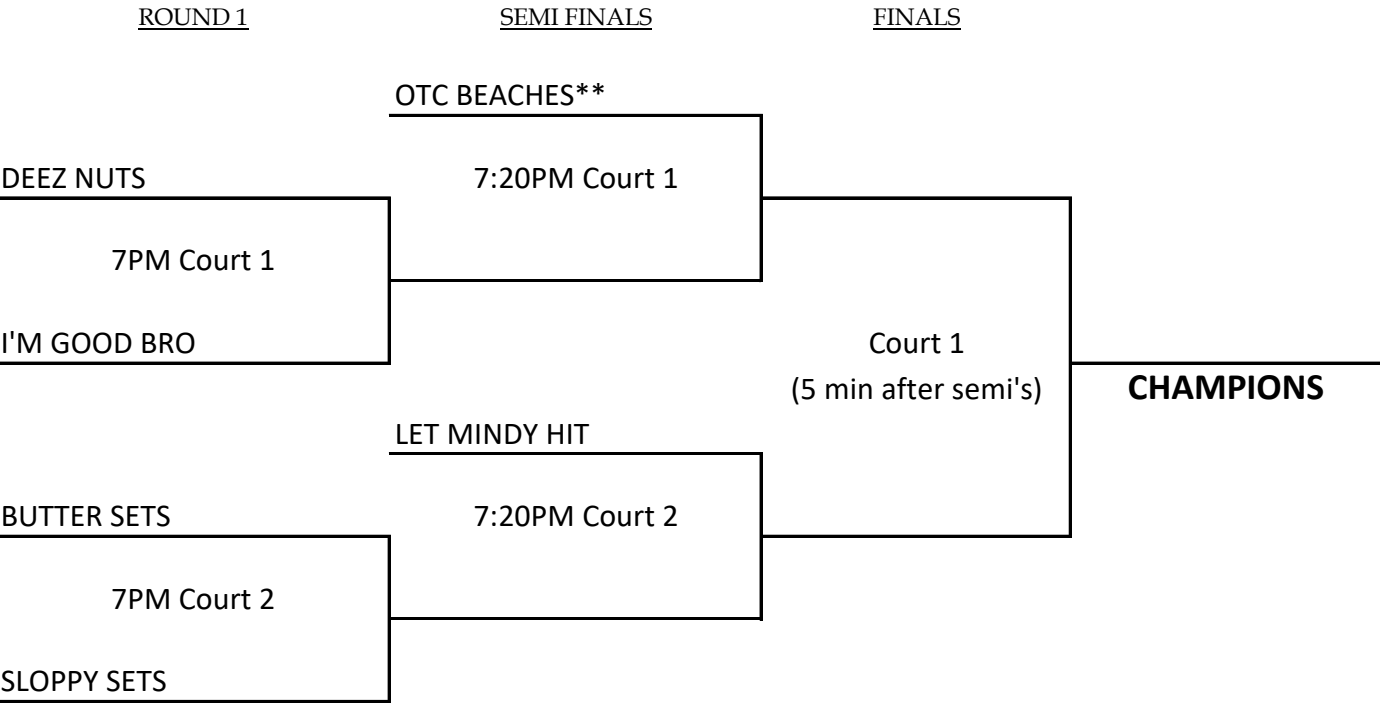 ROUND 1 SEMI FINALS FINALS
OTC BEACHES**
DEEZ NUTS 7:20PM Court 1
7PM Court 1
I'M GOOD BRO Court 1
(5 min after semi's) CHAMPIONS
LET MINDY HIT
BUTTER SETS 7:20PM Court 2
7PM Court 2
SLOPPY SETS